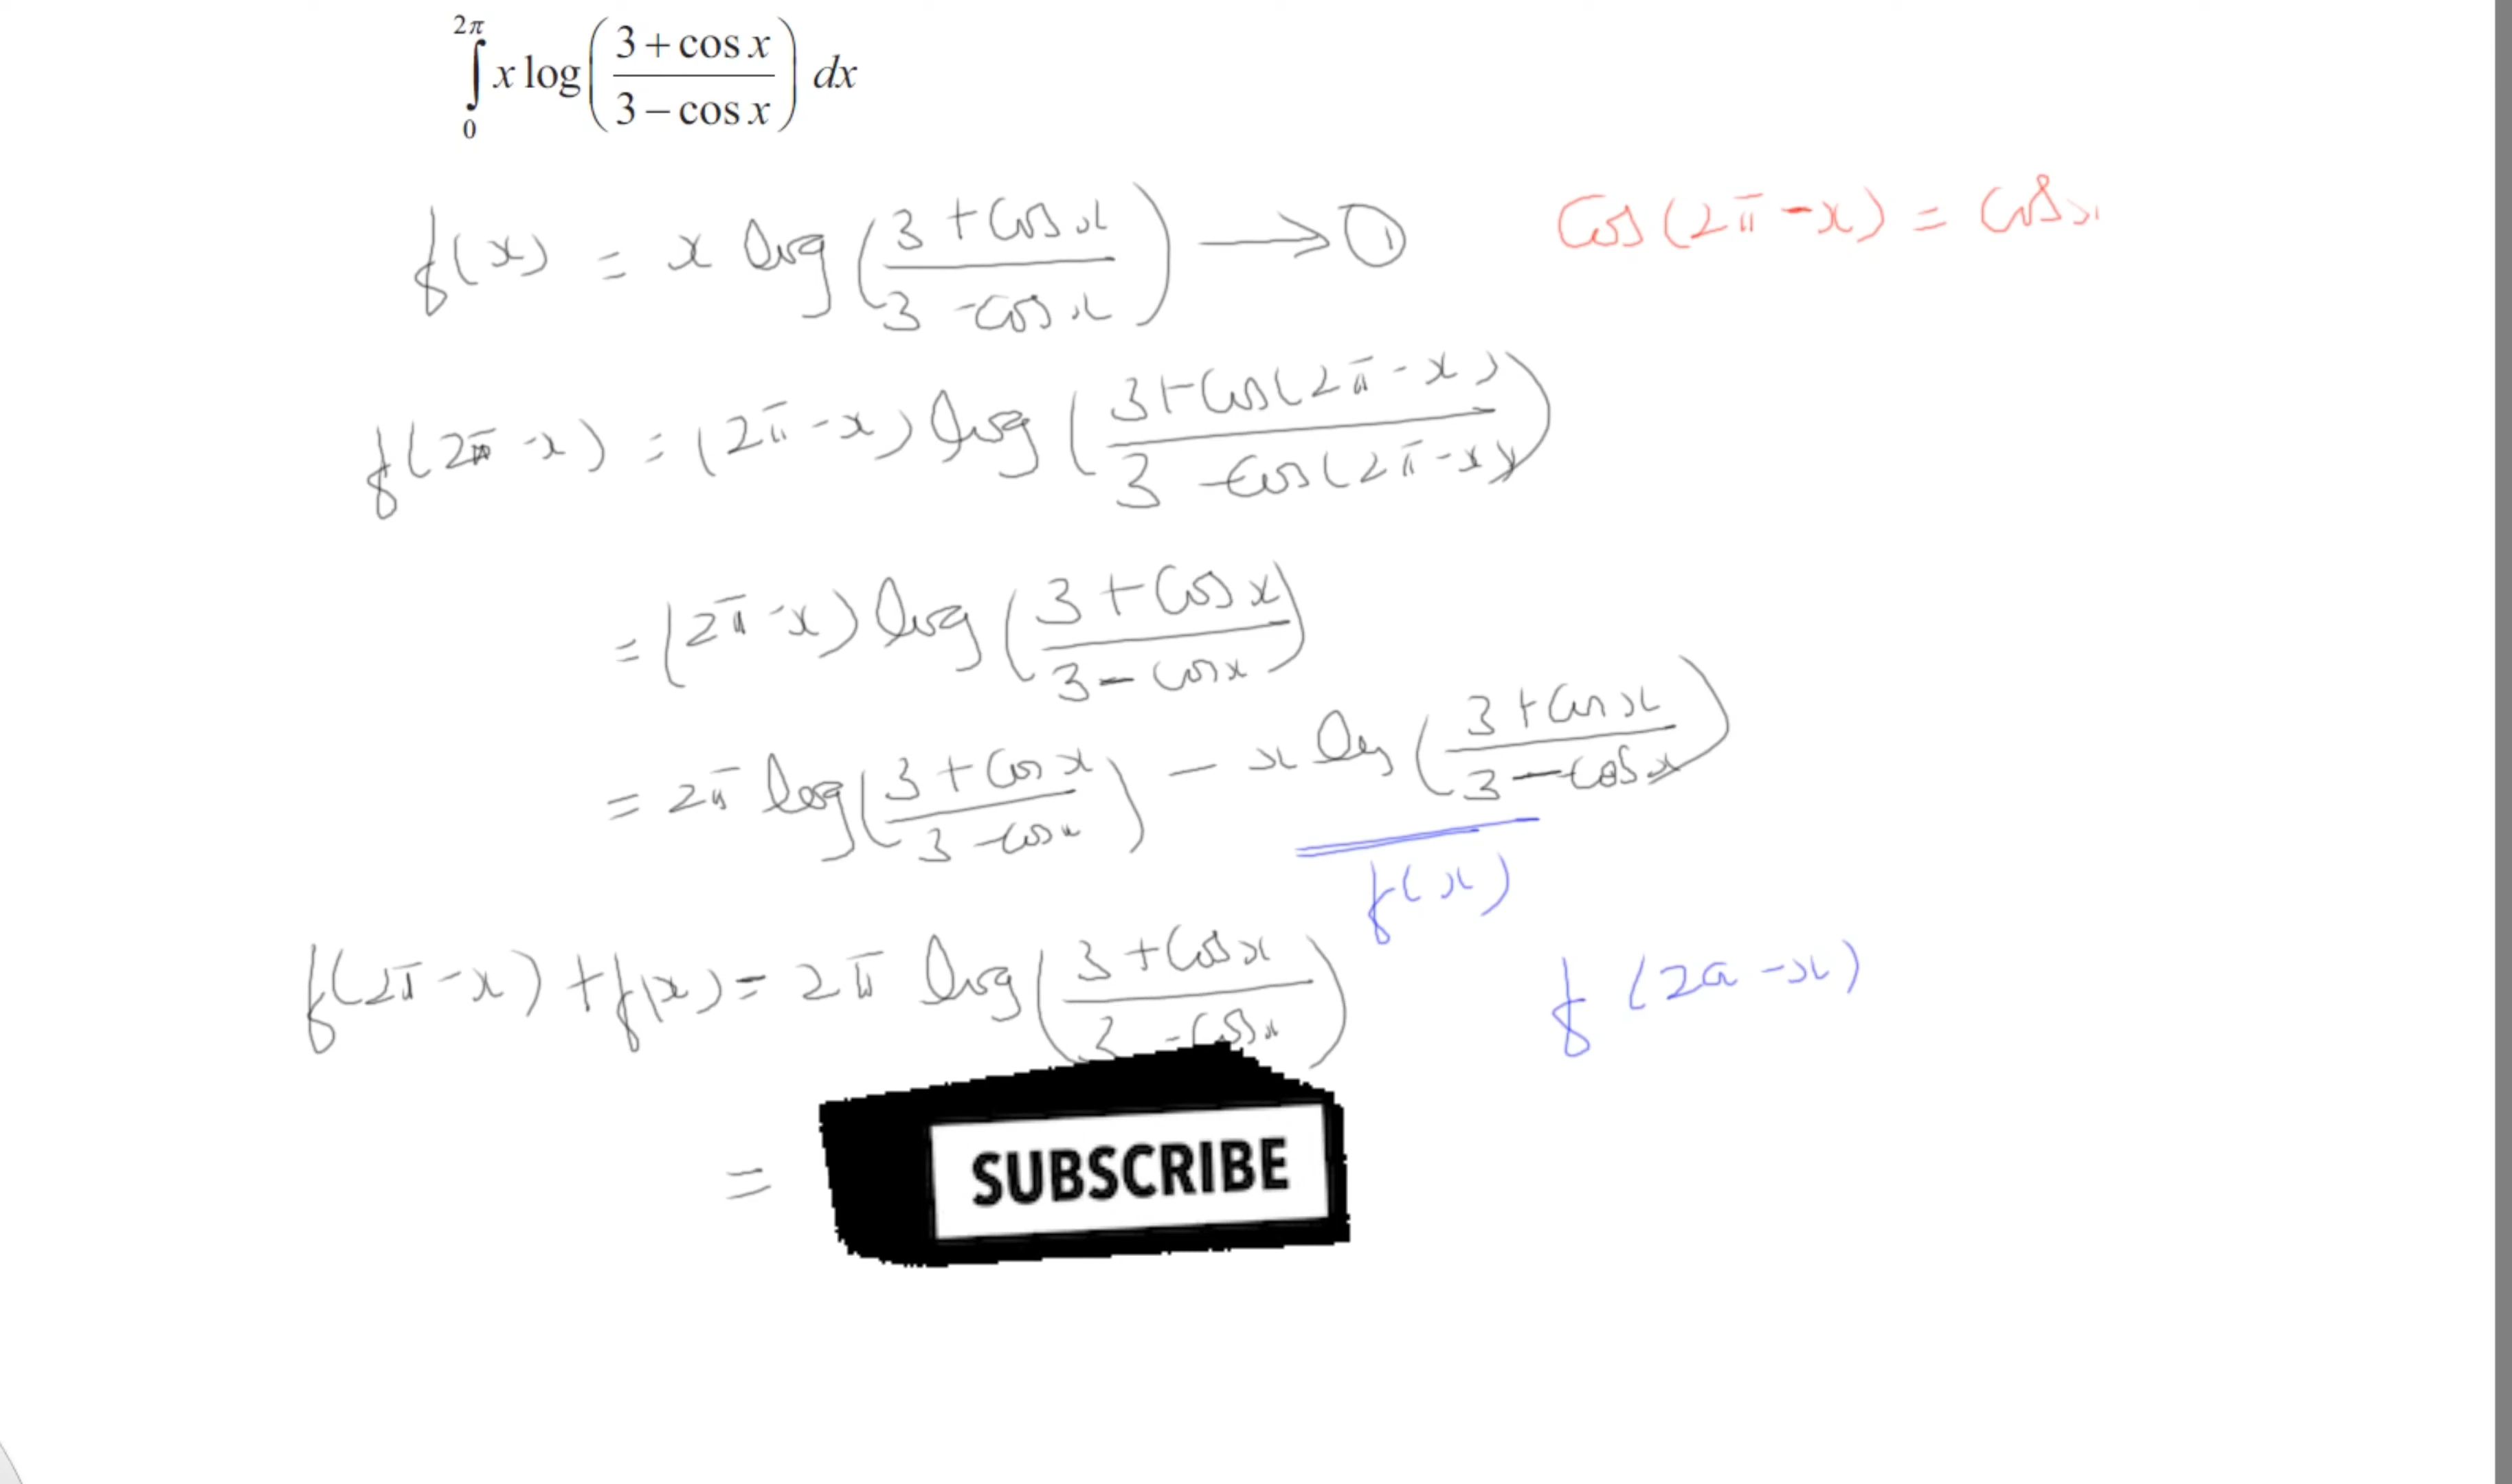 ∫₀^{2π} x log((3 + cos x)/(3 − cos x)) dx
f(x) = x log((3 + cos x)/(3 - cos x)) → ①
cos(2π - x) = cos x
f(2π - x) = (2π - x) log((3 + cos(2π - x))/(3 - cos(2π - x)))
= (2π - x) log((3 + cos x)/(3 - cos x))
= 2π log((3 + cos x)/(3 - cos x)) - x log((3 + cos x)/(3 - cos x))
f(x)
f(2π - x) + f(x) = 2π log((3 + cos x)/(3 - cos x))
f(2a - x)
=
SUBSCRIBE